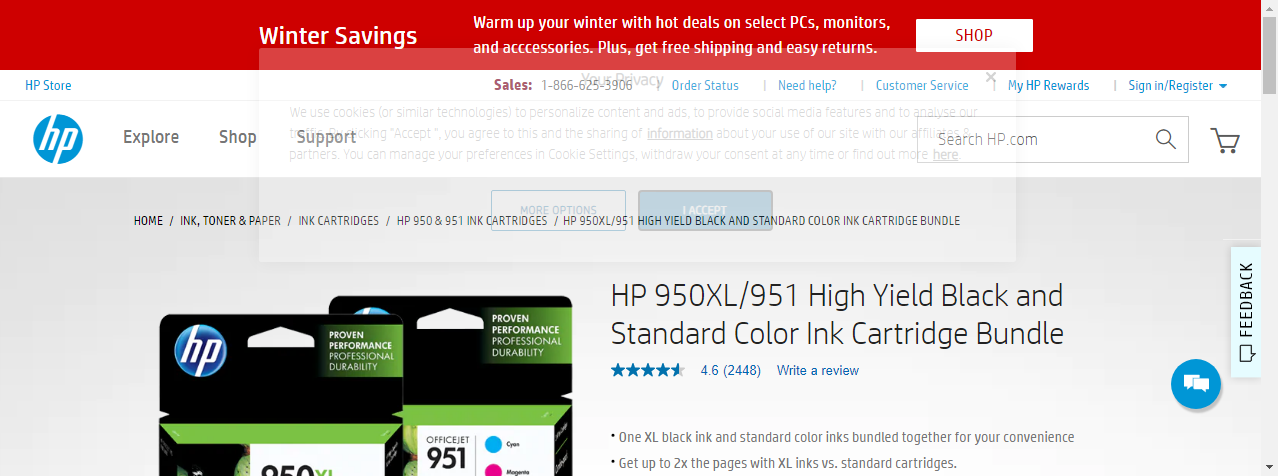 Winter Savings
Warm up your winter with hot deals on select PCs, monitors,
and acccessories. Plus, get free shipping and easy returns.
SHOP
HP Store
Sales: 1-866-625-3906 | Order Status | Need help? | Customer Service | My HP Rewards | Sign in/Register
Your Privacy
×
We use cookies (or similar technologies) to personalize content and ads, to provide social media features and to analyse our
traffic. By clicking "Accept", you agree to this and the sharing of information about your use of our site with our affiliates &
partners. You can manage your preferences in Cookie Settings, withdraw your consent at any time or find out more here.
hp
Explore
Shop
Support
Search HP.com
MORE OPTIONS
I ACCEPT
HOME / INK, TONER & PAPER / INK CARTRIDGES / HP 950 & 951 INK CARTRIDGES / HP 950XL/951 HIGH YIELD BLACK AND STANDARD COLOR INK CARTRIDGE BUNDLE
FEEDBACK
HP 950XL/951 High Yield Black and
Standard Color Ink Cartridge Bundle
4.6 (2448) Write a review
• One XL black ink and standard color inks bundled together for your convenience
• Get up to 2x the pages with XL inks vs. standard cartridges.
hp
PROVEN
PERFORMANCE
PROFESSIONAL
DURABILITY
950XL
PROVEN
PERFORMANCE
PROFESSIONAL
DURABILITY
OFFICEJET
951
Cyan
Magenta